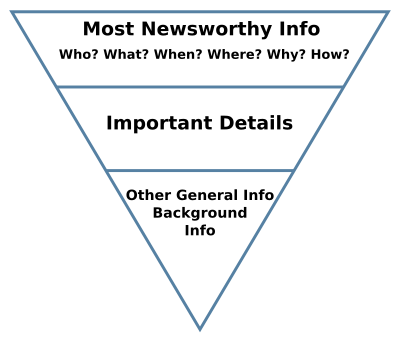 Most Newsworthy Info
Who? What? When? Where? Why? How?
Important Details
Other General Info
Background
Info